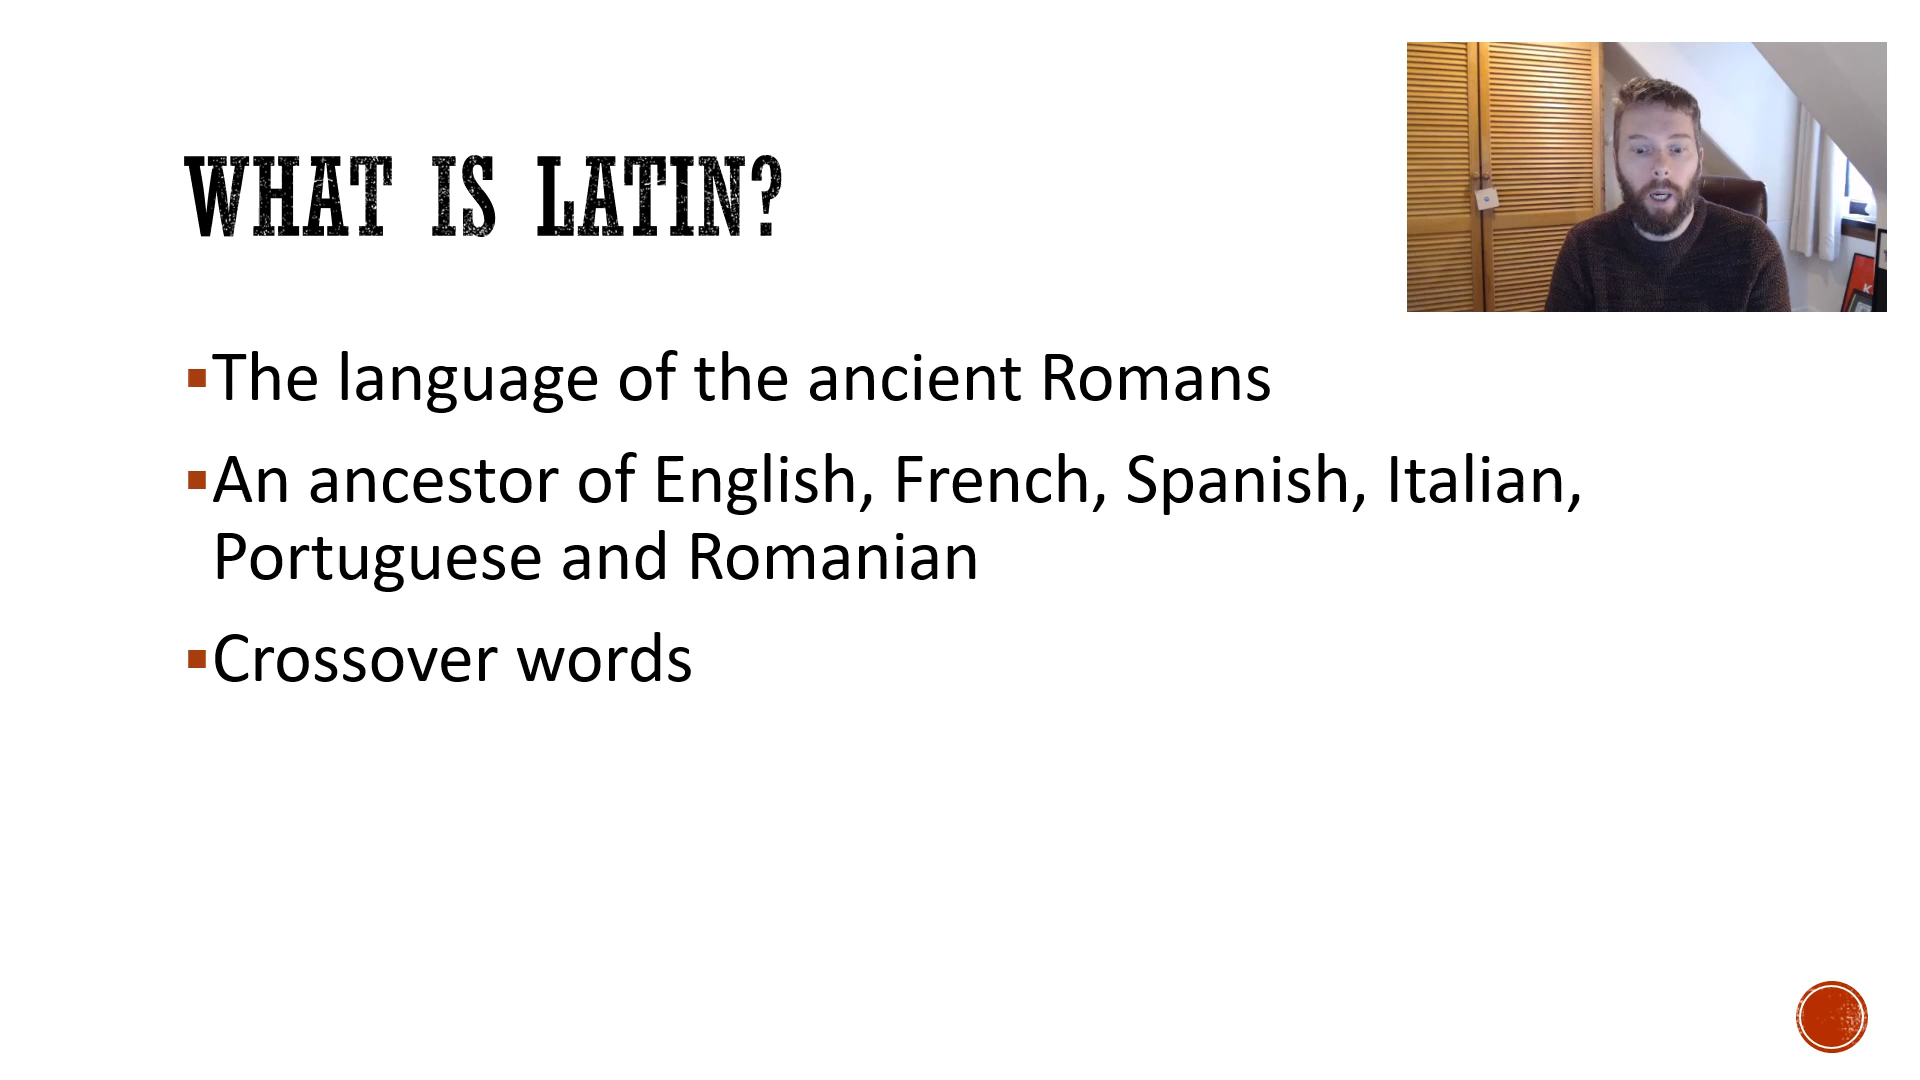 WHAT IS LATIN?
▪The language of the ancient Romans
▪An ancestor of English, French, Spanish, Italian,
Portuguese and Romanian
▪Crossover words